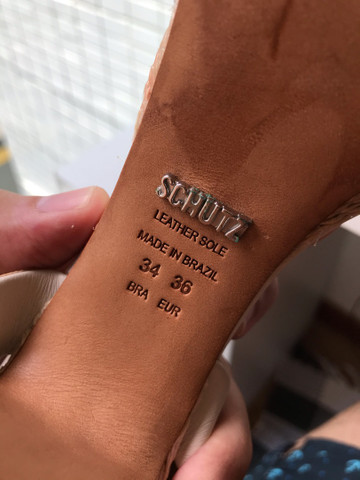 SCHUTZ
LEATHER SOLE
MADE IN BRAZIL
34 36
BRA EUR